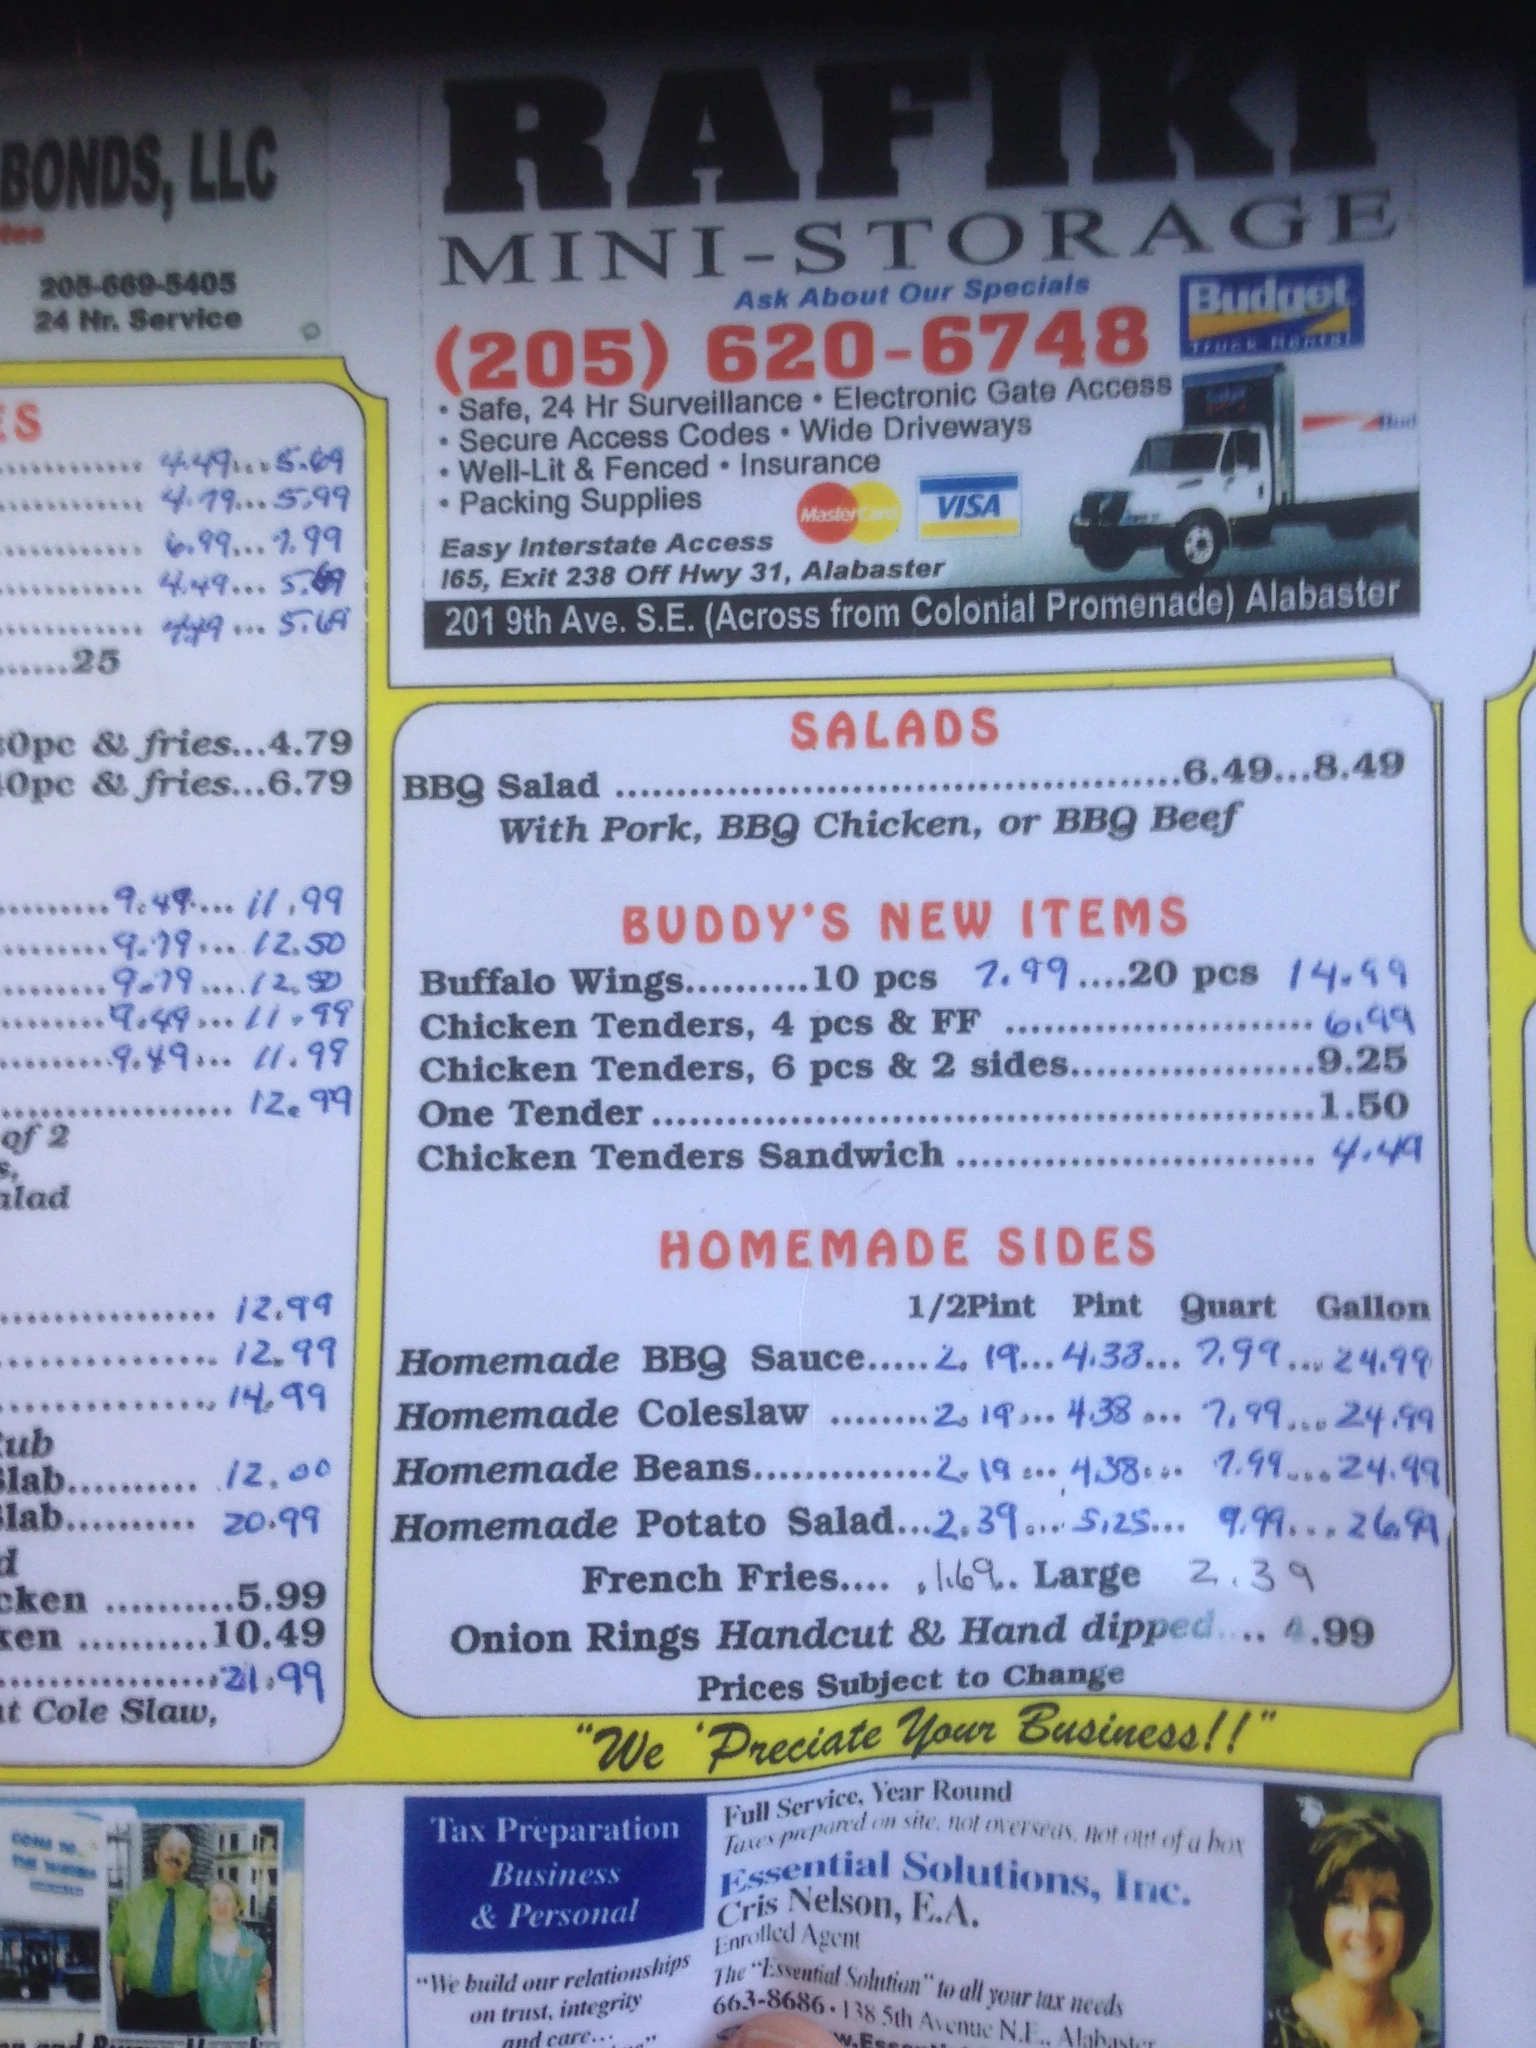 BONDS, LLC
205-669-5405
24 Hr. Service
RAFIKI
MINI-STORAGE
Ask About Our Specials
Budget
Truck Rental
(205) 620-6748
• Safe, 24 Hr Surveillance • Electronic Gate Access
• Secure Access Codes • Wide Driveways
• Well-Lit & Fenced • Insurance
• Packing Supplies
MasterCard
VISA
Easy Interstate Access
I65, Exit 238 Off Hwy 31, Alabaster
201 9th Ave. S.E. (Across from Colonial Promenade) Alabaster
ES
4.49...5.69
4.79...5.99
6.99...7.99
4.49...5.69
4.49...5.69
.......25
0pc & fries...4.79
0pc & fries...6.79
9.49....11.99
9.79....12.50
9.79....12.50
9.49...11.99
9.49...11.99
12.99
of 2
12.99
12.99
14.99
12.00
20.99
..........5.99
..........10.49
21.99
Cole Slaw,
SALADS
BBQ Salad ............................................6.49...8.49
With Pork, BBQ Chicken, or BBQ Beef
BUDDY'S NEW ITEMS
Buffalo Wings..........10 pcs 7.99....20 pcs 14.99
Chicken Tenders, 4 pcs & FF ......................... 6.99
Chicken Tenders, 6 pcs & 2 sides...................9.25
One Tender.....................................................1.50
Chicken Tenders Sandwich ............................. 4.49
HOMEMADE SIDES
1/2Pint Pint Quart Gallon
Homemade BBQ Sauce.....2.19...4.38... 7.99...24.99
Homemade Coleslaw ........2.19... 4.38... 7.99...24.99
Homemade Beans..............2.19... 4.38... 7.99....24.99
Homemade Potato Salad...2.39....5.25... 9.99...26.99
French Fries.... 1.69.. Large 2.39
Onion Rings Handcut & Hand dipped.... 4.99
Prices Subject to Change
"We 'Preciate Your Business!!"
Tax Preparation
Business
& Personal
"We build our relationships
on trust, integrity
and care...
Full Service, Year Round
Taxes prepared on site, not overseas, not out of a box
Essential Solutions, Inc.
Cris Nelson, E.A.
Enrolled Agent
The "Essential Solution" to all your tax needs
663-8686 • 138 5th Avenue N.E., Alabaster